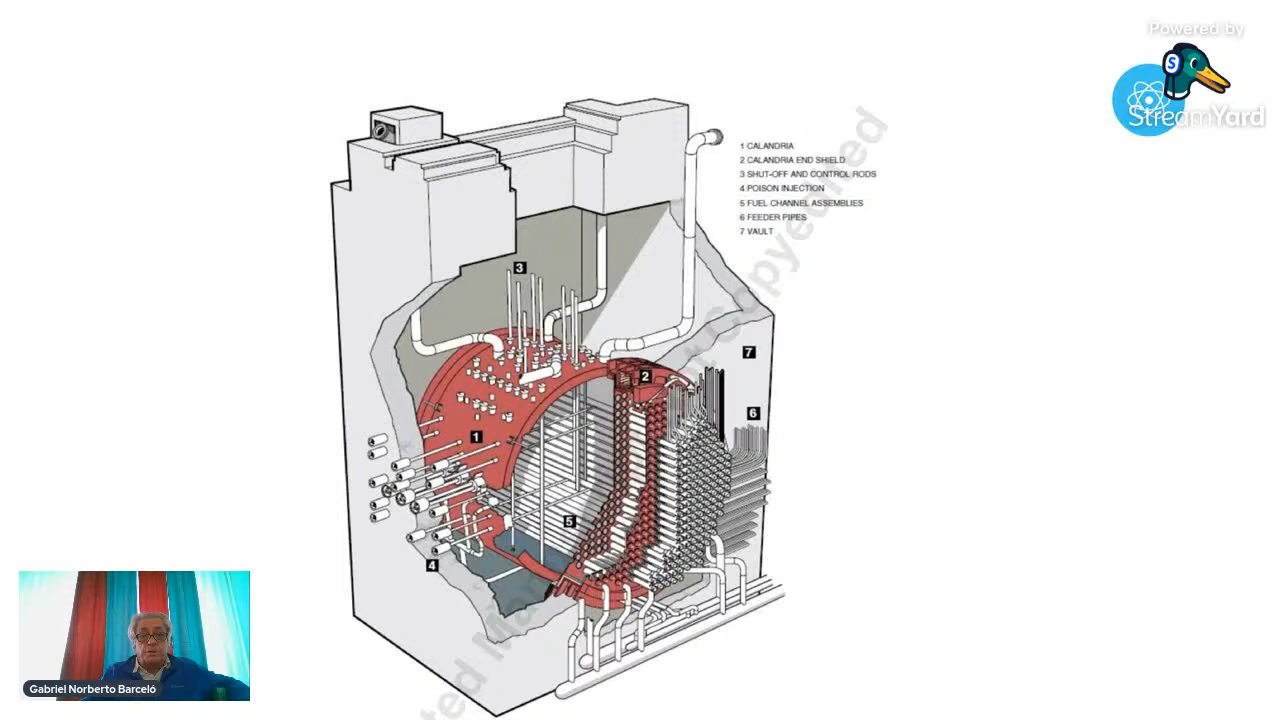 Powered by
StreamYard
S
1 CALANDRIA
2 CALANDRIA END SHIELD
3 SHUT-OFF AND CONTROL RODS
4 POISON INJECTION
5 FUEL CHANNEL ASSEMBLIES
6 FEEDER PIPES
7 VAULT
3
7
2
6
1
5
4
Copyedited
Gabriel Norberto Barceló